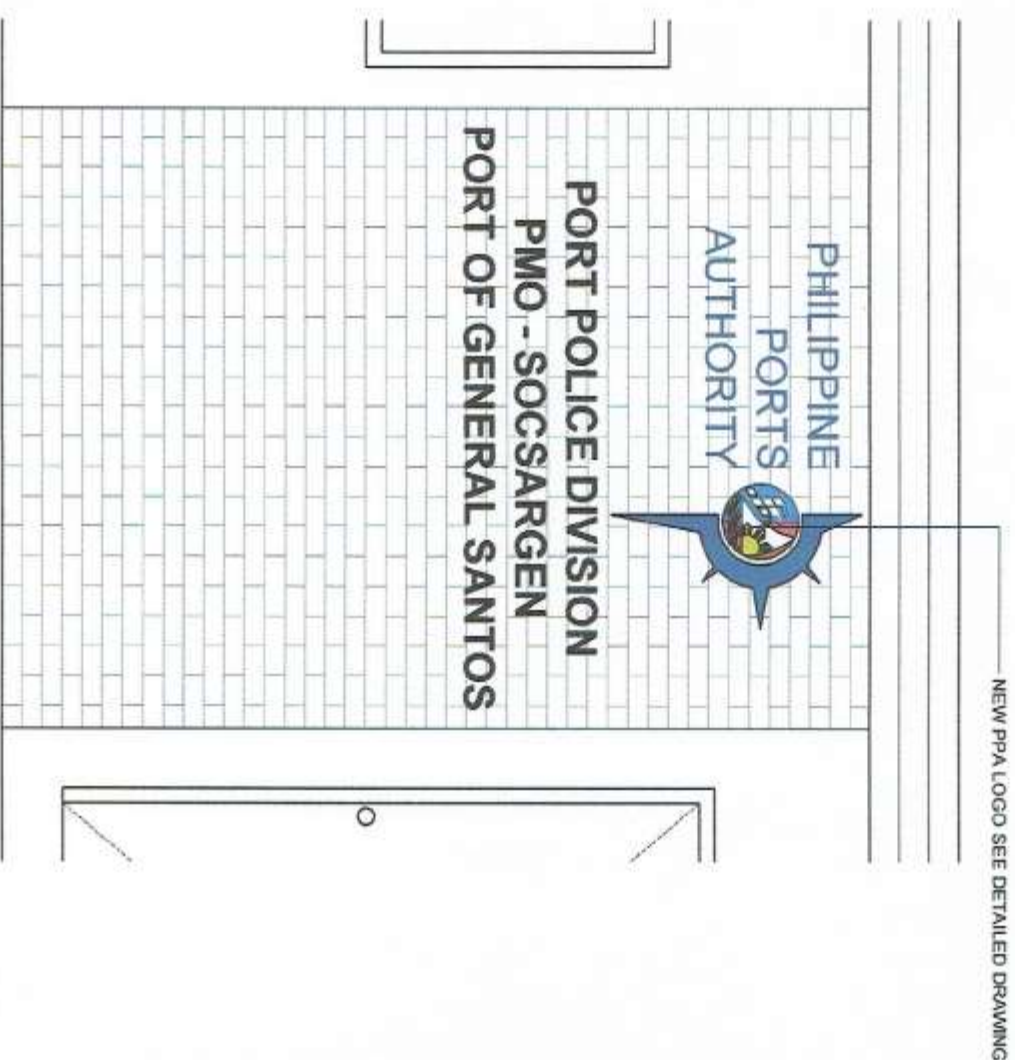 NEW PPA LOGO SEE DETAILED DRAWING
PHILIPPINE
PORTS
AUTHORITY
PORT POLICE DIVISION
PMO - SOCSARGEN
PORT OF GENERAL SANTOS